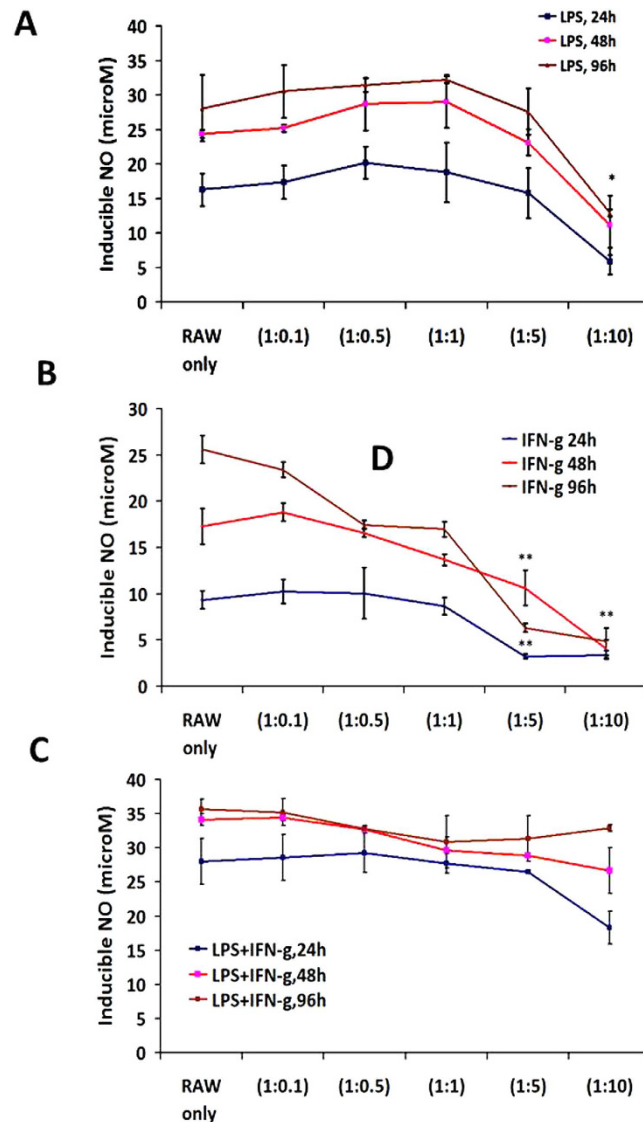 A
LPS, 24h
LPS, 48h
LPS, 96h
Inducible NO (microM)
40
35
30
25
20
15
10
5
0
*
RAW only
(1:0.1)
(1:0.5)
(1:1)
(1:5)
(1:10)
B
D
IFN-g 24h
IFN-g 48h
IFN-g 96h
Inducible NO (microM)
30
25
20
15
10
5
0
**
**
**
RAW only
(1:0.1)
(1:0.5)
(1:1)
(1:5)
(1:10)
C
Inducible NO (microM)
40
35
30
25
20
15
10
5
0
LPS+IFN-g,24h
LPS+IFN-g,48h
LPS+IFN-g,96h
RAW only
(1:0.1)
(1:0.5)
(1:1)
(1:5)
(1:10)